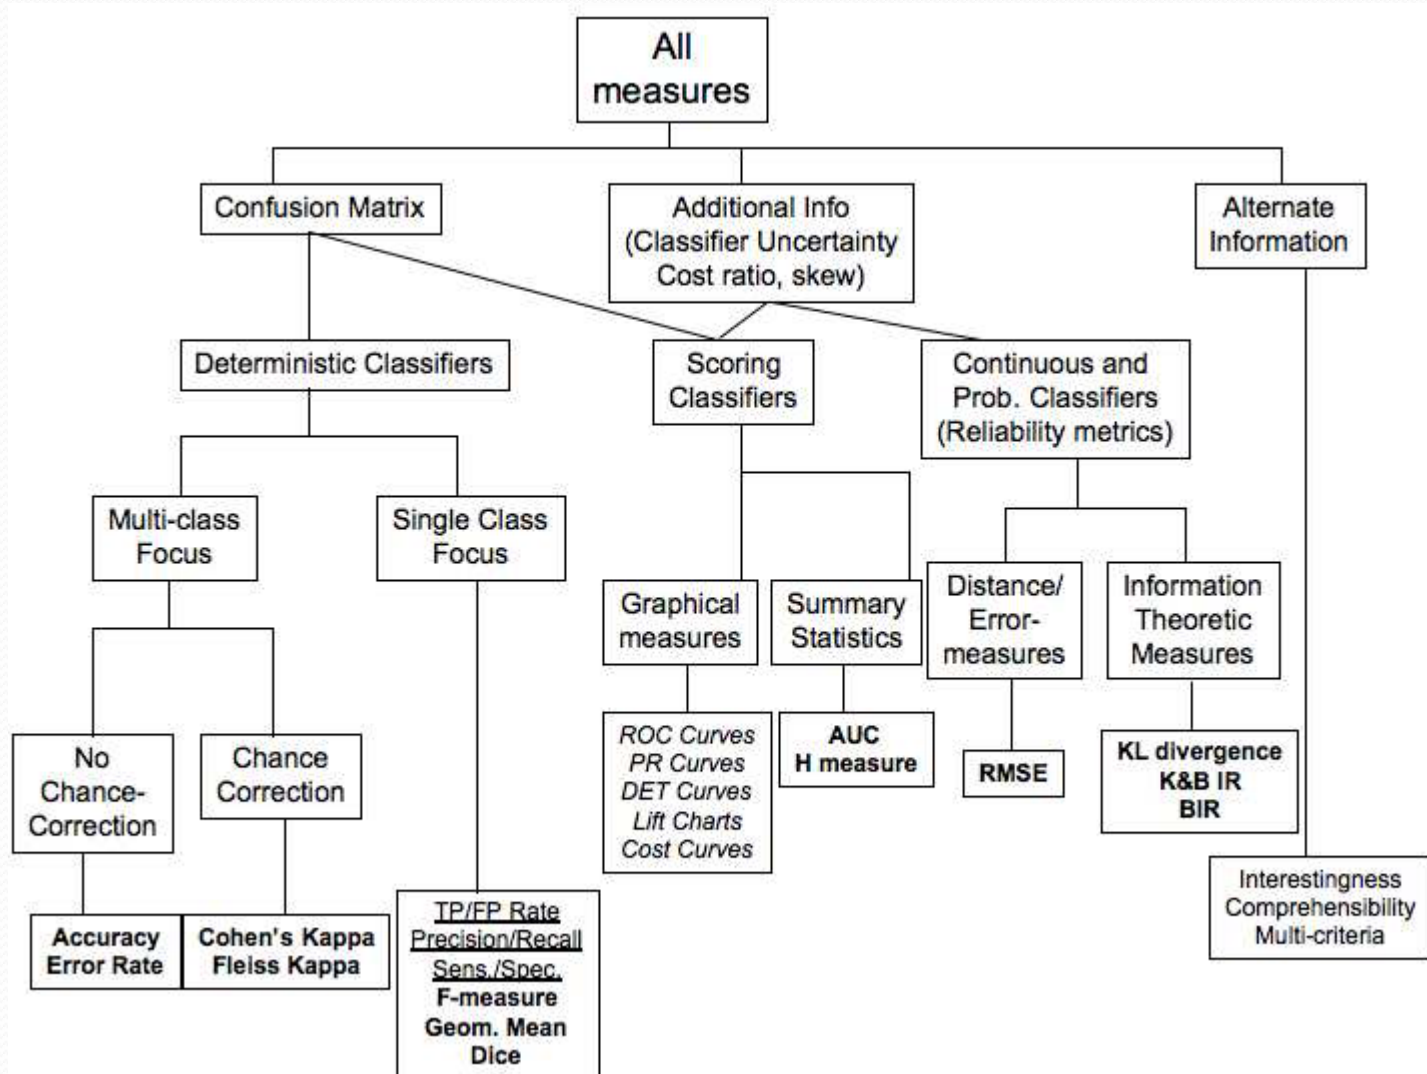 All
measures
Confusion Matrix
Additional Info
(Classifier Uncertainty
Cost ratio, skew)
Alternate
Information
Deterministic Classifiers
Scoring
Classifiers
Continuous and
Prob. Classifiers
(Reliability metrics)
Multi-class
Focus
Single Class
Focus
Graphical
measures
Summary
Statistics
Distance/
Error-
measures
Information
Theoretic
Measures
No
Chance-
Correction
Chance
Correction
ROC Curves
PR Curves
DET Curves
Lift Charts
Cost Curves
AUC
H measure
RMSE
KL divergence
K&B IR
BIR
Interestingness
Comprehensibility
Multi-criteria
Accuracy
Error Rate
Cohen's Kappa
Fleiss Kappa
TP/FP Rate
Precision/Recall
Sens./Spec.
F-measure
Geom. Mean
Dice